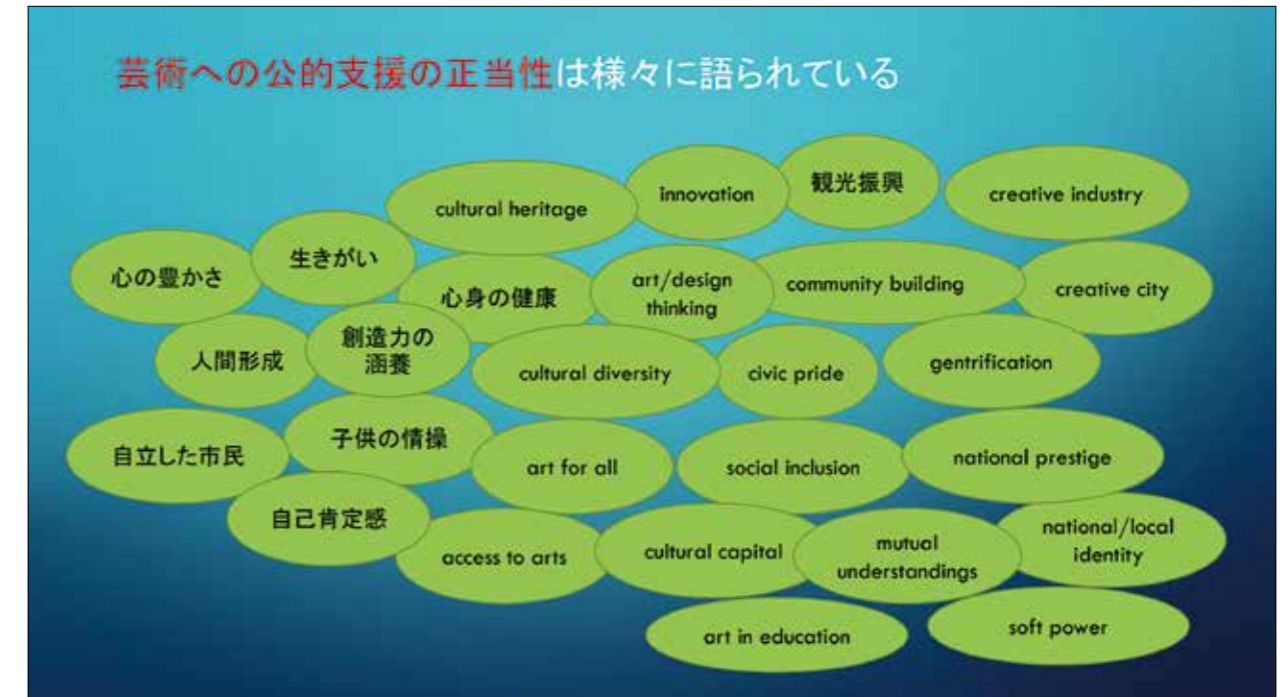 芸術への公的支援の正当性は様々に語られている
cultural heritage
innovation
観光振興
creative industry
心の豊かさ
生きがい
心身の健康
art/design
thinking
community building
creative city
人間形成
創造力の
涵養
cultural diversity
civic pride
gentrification
自立した市民
子供の情操
art for all
social inclusion
national prestige
自己肯定感
access to arts
cultural capital
mutual
understandings
national/local
identity
art in education
soft power